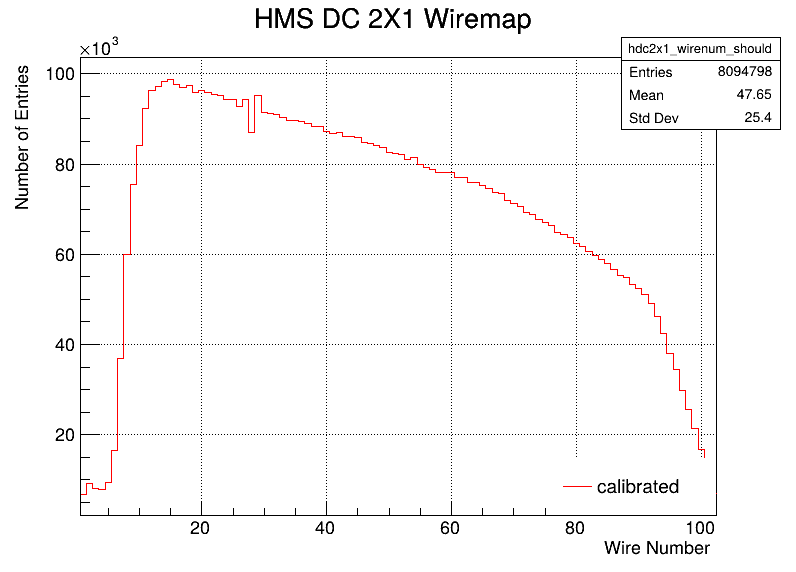 HMS DC 2X1 Wiremap
×10³
hdc2x1_wirenum_should
Entries 8094798
Mean 47.65
Std Dev 25.4
Number of Entries
100
80
60
40
20
calibrated
20 40 60 80 100
Wire Number